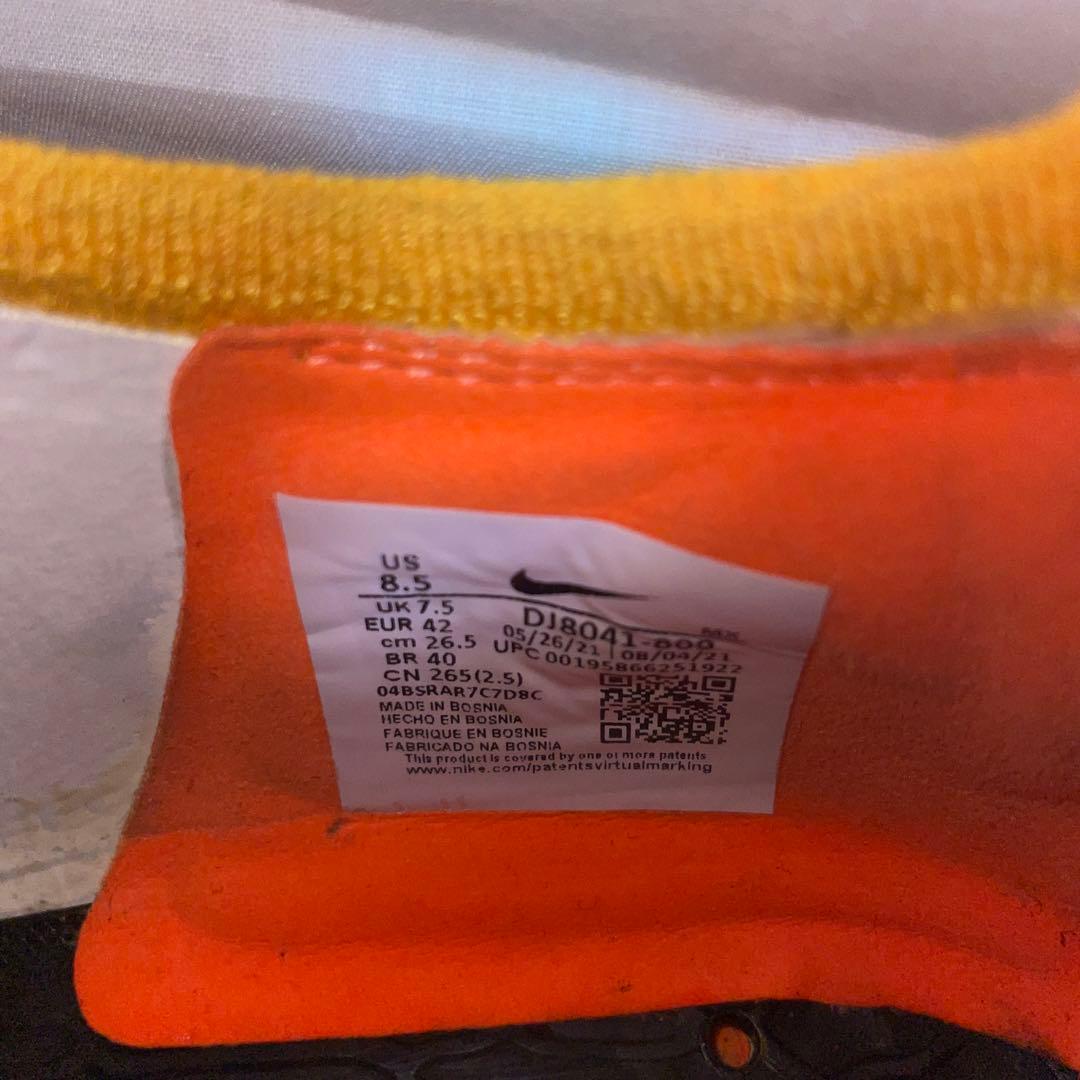 US
8.5
UK 7.5
EUR 42
cm 26.5
BR 40
CN 265(2.5)
04BSRAR7C7D8C
MADE IN BOSNIA
HECHO EN BOSNIA
FABRIQUE EN BOSNIE
FABRICADO NA BOSNIA
DJ8041-800
05/26/21 | 08/04/21
UPC 00195866251922
This product is covered by one or more patents
www.nike.com/patentsvirtualmarking